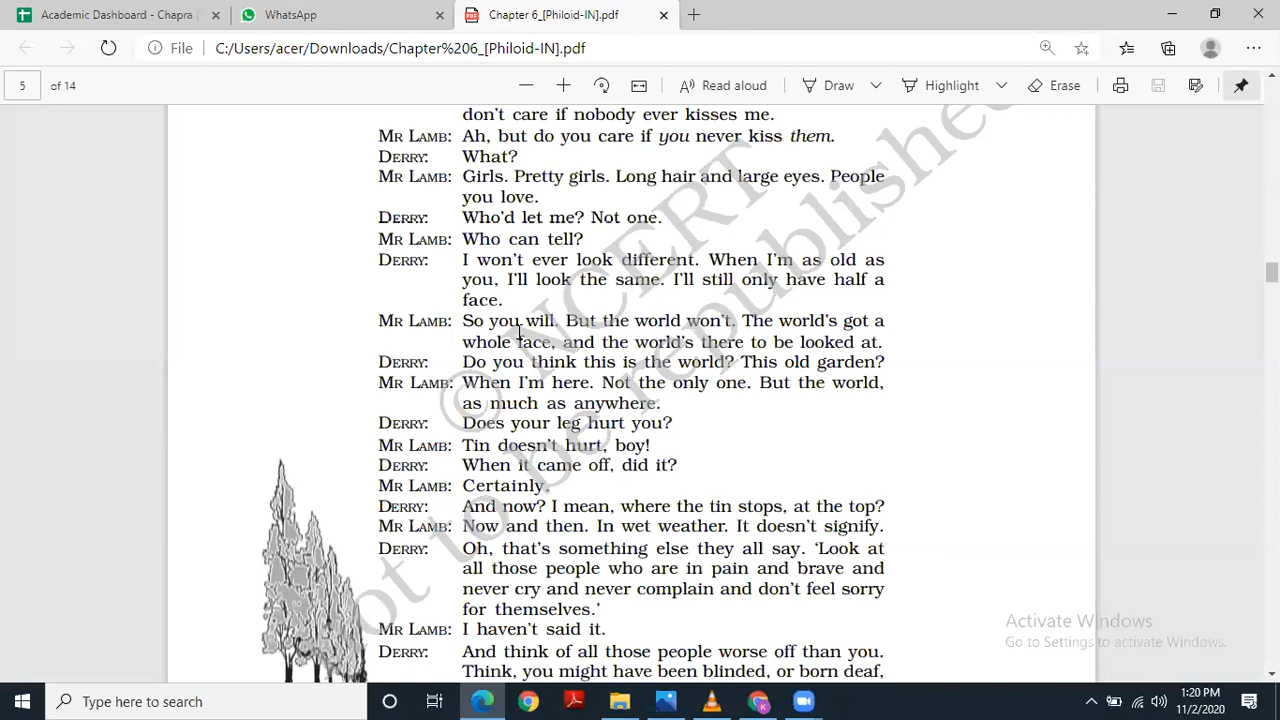 Academic Dashboard - Chapra
WhatsApp
Chapter 6_[Philoid-IN].pdf
File
C:/Users/acer/Downloads/Chapter%206_[Philoid-IN].pdf
5 of 14
Read aloud
Draw
Highlight
Erase
don't care if nobody ever kisses me.
MR LAMB: Ah, but do you care if you never kiss them.
DERRY: What?
MR LAMB: Girls. Pretty girls. Long hair and large eyes. People
you love.
DERRY: Who'd let me? Not one.
MR LAMB: Who can tell?
DERRY: I won't ever look different. When I'm as old as
you, I'll look the same. I'll still only have half a
face.
MR LAMB: So you will. But the world won't. The world's got a
whole face, and the world's there to be looked at.
DERRY: Do you think this is the world? This old garden?
MR LAMB: When I'm here. Not the only one. But the world,
as much as anywhere.
DERRY: Does your leg hurt you?
MR LAMB: Tin doesn't hurt, boy!
DERRY: When it came off, did it?
MR LAMB: Certainly.
DERRY: And now? I mean, where the tin stops, at the top?
MR LAMB: Now and then. In wet weather. It doesn't signify.
DERRY: Oh, that's something else they all say. 'Look at
all those people who are in pain and brave and
never cry and never complain and don't feel sorry
for themselves.'
MR LAMB: I haven't said it.
DERRY: And think of all those people worse off than you.
Think, you might have been blinded, or born deaf,
© NCERT
not to be republished
Activate Windows
Go to Settings to activate Windows.
Type here to search
1:20 PM
11/2/2020